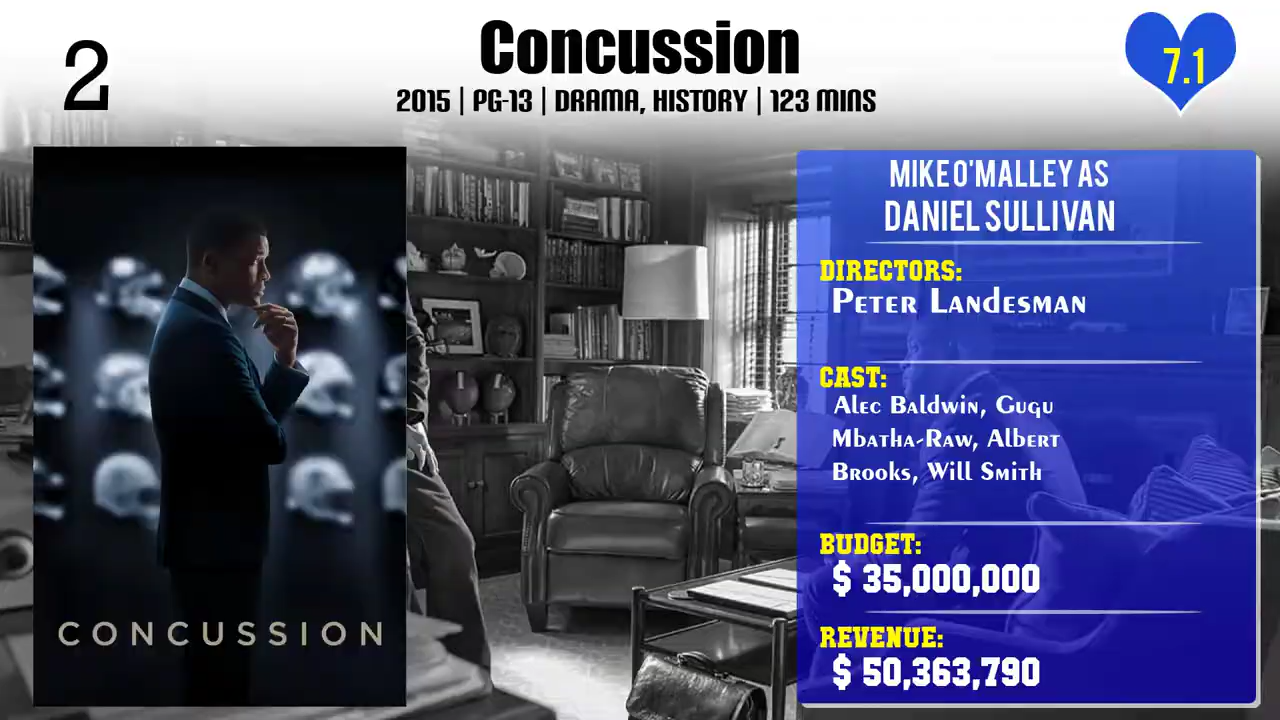 2
Concussion
7.1
2015 | PG-13 | DRAMA, HISTORY | 123 MINS
MIKE O'MALLEY AS
DANIEL SULLIVAN
DIRECTORS:
Peter Landesman
CAST:
Alec Baldwin, Gugu
Mbatha-Raw, Albert
Brooks, Will Smith
BUDGET:
$ 35,000,000
REVENUE:
$ 50,363,790
CONCUSSION